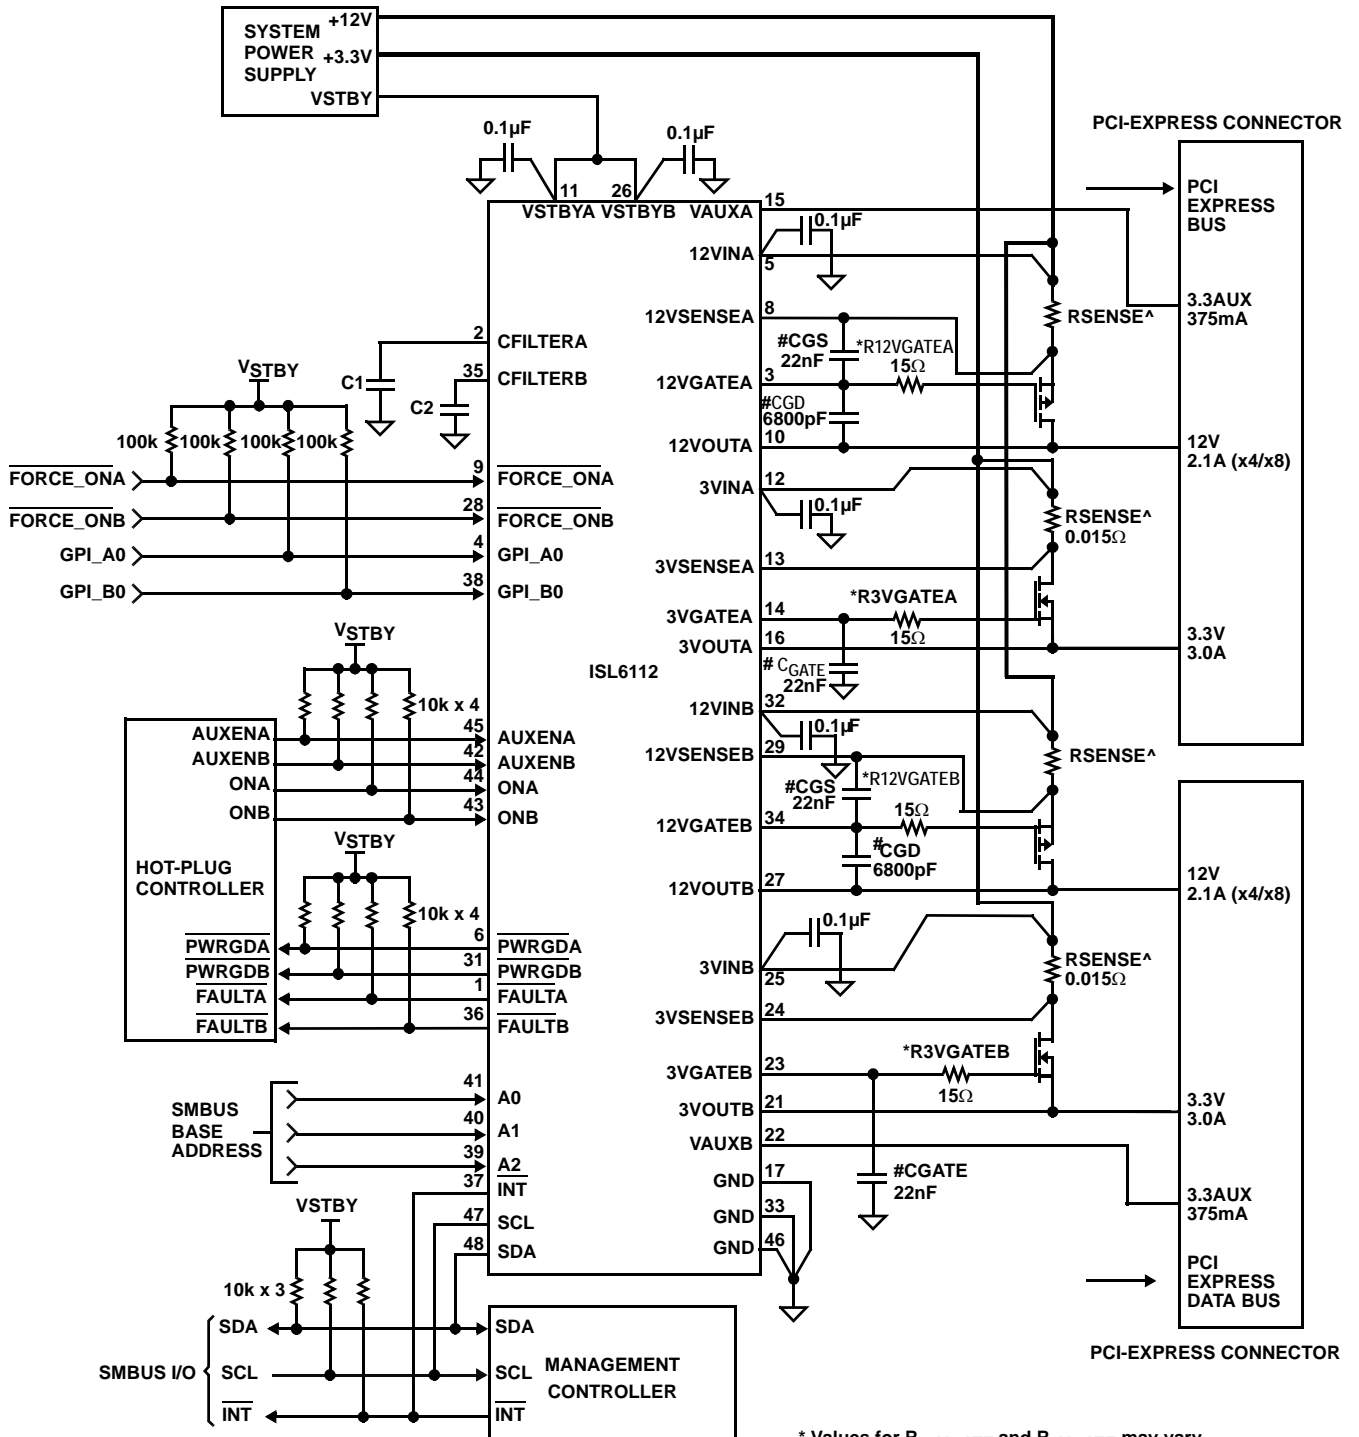 SYSTEM
POWER
SUPPLY
+12V
+3.3V
VSTBY
0.1µF
0.1µF
11
26
VSTBYA VSTBYB
PCI-EXPRESS CONNECTOR
PCI
EXPRESS
BUS
3.3AUX
375mA
12V
2.1A (x4/x8)
3.3V
3.0A
VAUXA
15
12VINA
5
0.1µF
12VSENSEA
8
RSENSE^
#CGS
22nF
*R12VGATEA
15Ω
12VGATEA
3
#CGD
6800pF
12VOUTA
10
3VINA
12
0.1µF
RSENSE^
0.015Ω
3VSENSEA
13
3VGATEA
14
*R3VGATEA
15Ω
3VOUTA
16
# CGATE
22nF
ISL6112
12VINB
32
0.1µF
12VSENSEB
29
RSENSE^
#CGS
22nF
*R12VGATEB
15Ω
12VGATEB
34
#CGD
6800pF
12VOUTB
27
3VINB
25
0.1µF
RSENSE^
0.015Ω
3VSENSEB
24
3VGATEB
23
*R3VGATEB
15Ω
3VOUTB
21
VAUXB
22
#CGATE
22nF
GND
17
GND
33
GND
46
12V
2.1A (x4/x8)
3.3V
3.0A
3.3AUX
375mA
PCI
EXPRESS
DATA BUS
PCI-EXPRESS CONNECTOR
2
CFILTERA
C1
35
CFILTERB
C2
VSTBY
100k
100k
100k
100k
FORCE_ONA
9
FORCE_ONA
FORCE_ONB
28
FORCE_ONB
GPI_A0
4
GPI_A0
GPI_B0
38
GPI_B0
VSTBY
10k x 4
HOT-PLUG
CONTROLLER
AUXENA
45
AUXENA
AUXENB
42
AUXENB
ONA
44
ONA
ONB
43
ONB
VSTBY
10k x 4
PWRGDA
6
PWRGDA
PWRGDB
31
PWRGDB
FAULTA
1
FAULTA
FAULTB
36
FAULTB
SMBUS
BASE
ADDRESS
41
A0
40
A1
39
A2
37
INT
47
SCL
48
SDA
VSTBY
10k x 3
SMBUS I/O
SDA
SCL
INT
SDA
SCL
INT
MANAGEMENT
CONTROLLER
* Values for R and R may vary